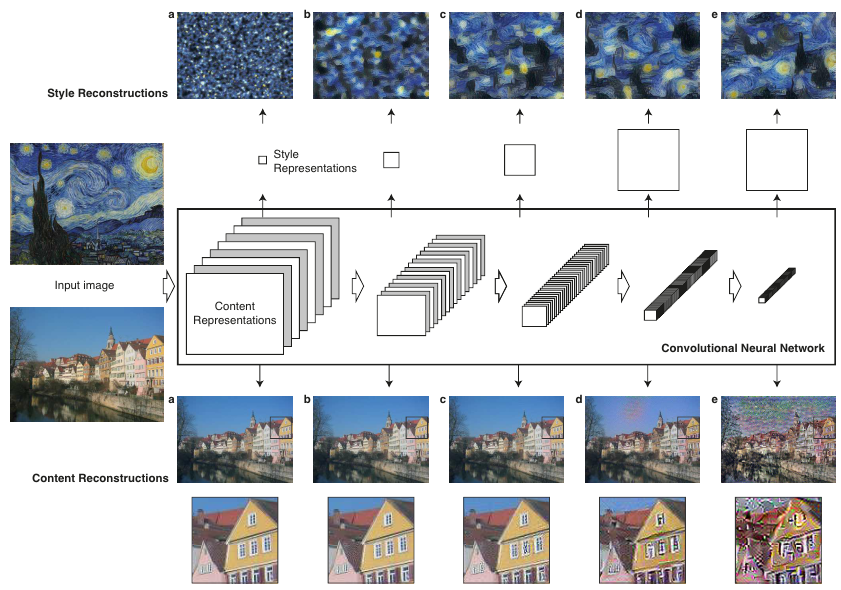 a b c d e
Style Reconstructions
Style
Representations
Input image
Content
Representations
Convolutional Neural Network
a b c d e
Content Reconstructions